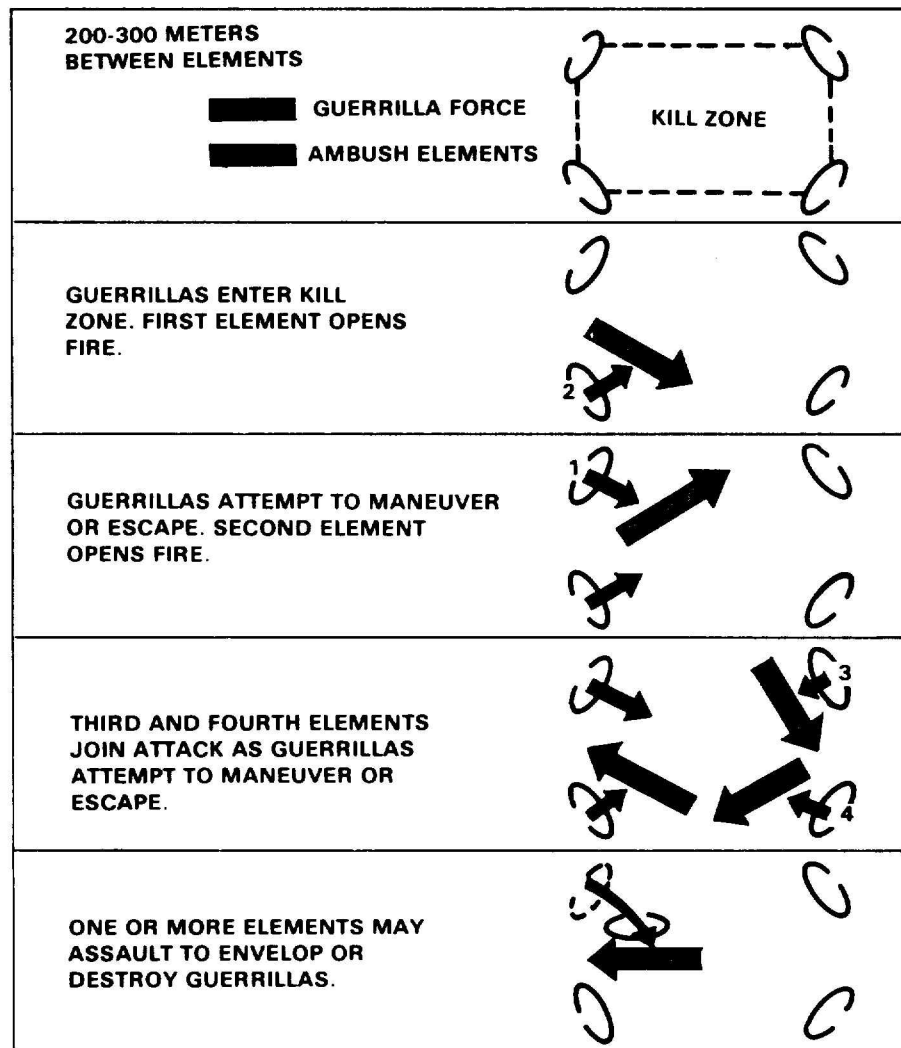 200-300 METERS
BETWEEN ELEMENTS
GUERRILLA FORCE
AMBUSH ELEMENTS
KILL ZONE
GUERRILLAS ENTER KILL
ZONE. FIRST ELEMENT OPENS
FIRE.
2
GUERRILLAS ATTEMPT TO MANEUVER
OR ESCAPE. SECOND ELEMENT
OPENS FIRE.
1
THIRD AND FOURTH ELEMENTS
JOIN ATTACK AS GUERRILLAS
ATTEMPT TO MANEUVER OR
ESCAPE.
3
4
ONE OR MORE ELEMENTS MAY
ASSAULT TO ENVELOP OR
DESTROY GUERRILLAS.